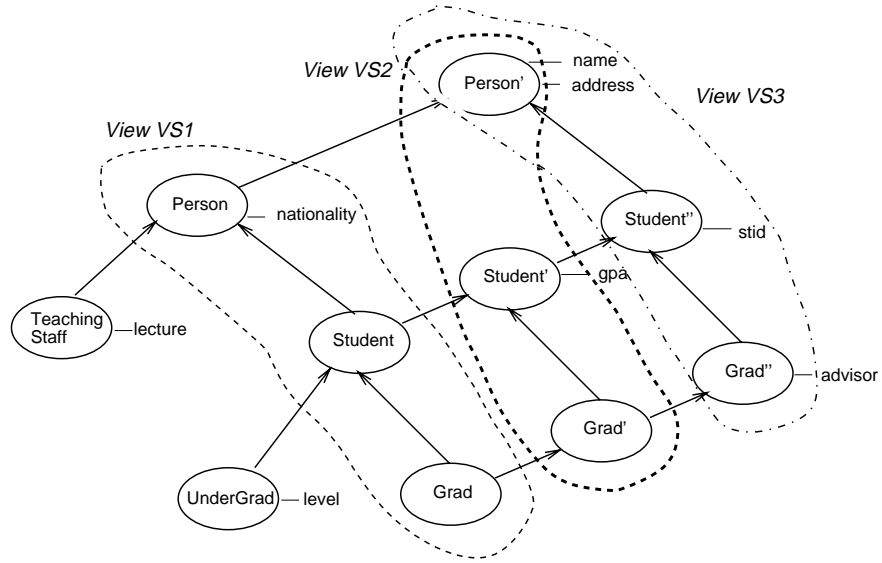 View VS2
Person'
name
address
View VS3
View VS1
Person
nationality
Student''
stid
Student'
gpa
Teaching
Staff
lecture
Student
Grad''
advisor
Grad'
UnderGrad
level
Grad